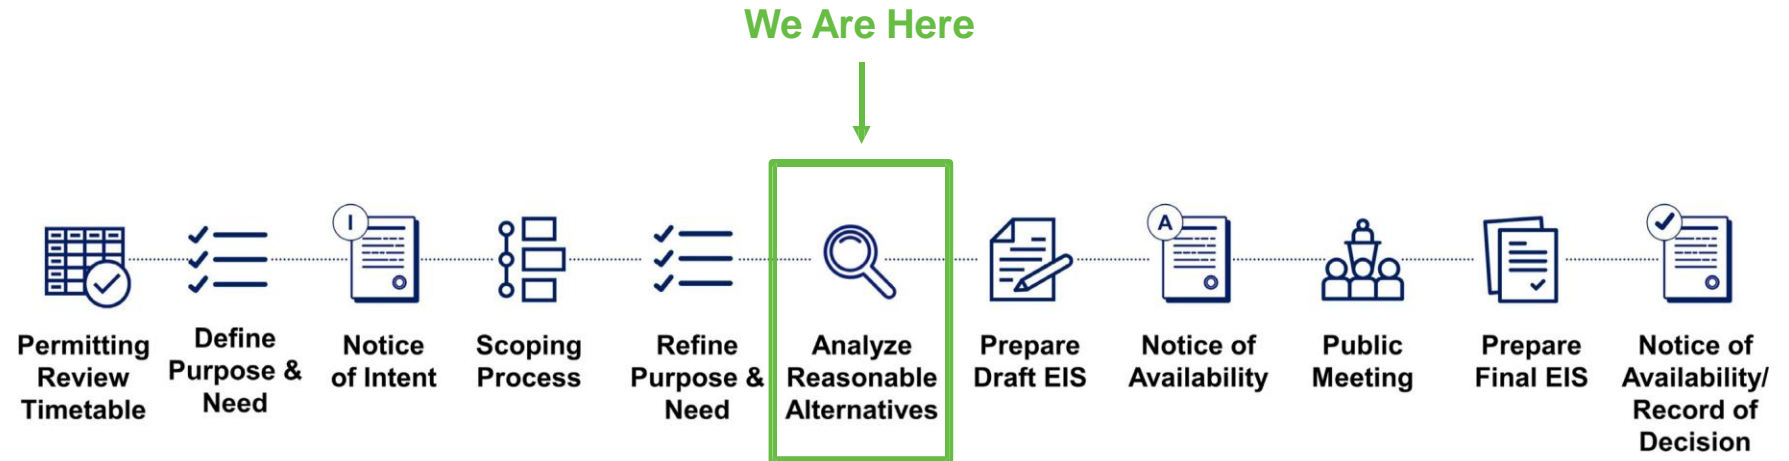 We Are Here
I
A
Permitting
Review
Timetable
Define
Purpose &
Need
Notice
of Intent
Scoping
Process
Refine
Purpose &
Need
Analyze
Reasonable
Alternatives
Prepare
Draft EIS
Notice of
Availability
Public
Meeting
Prepare
Final EIS
Notice of
Availability/
Record of
Decision